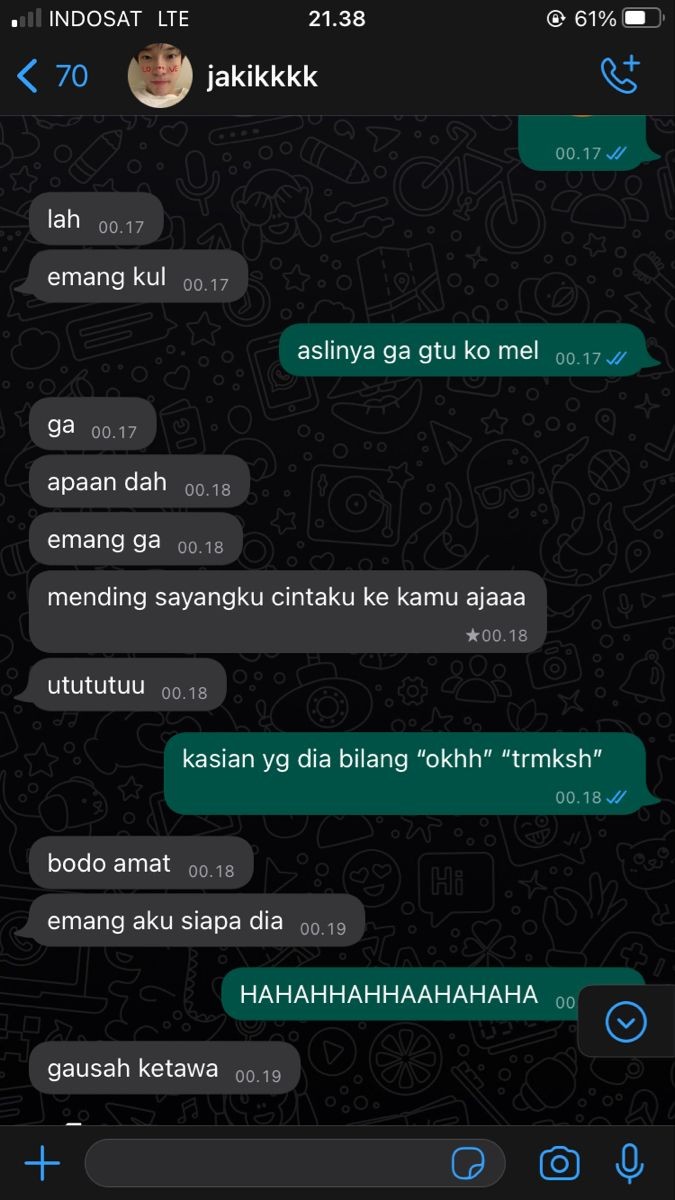 INDOSAT LTE 21.38 61%
70 jakikkkk
00.17
lah 00.17
emang kul 00.17
aslinya ga gtu ko mel 00.17
ga 00.17
apaan dah 00.18
emang ga 00.18
mending sayangku cintaku ke kamu ajaaa
★00.18
utututuu 00.18
kasian yg dia bilang “okhh” “trmksh”
00.18
bodo amat 00.18
emang aku siapa dia 00.19
HAHAHHAHHAAHAHAHA 00
gausah ketawa 00.19